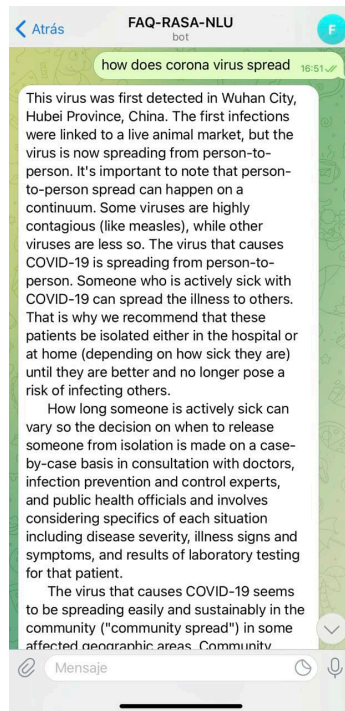 Atrás
FAQ-RASA-NLU
bot
F
how does corona virus spread 16:51
This virus was first detected in Wuhan City,
Hubei Province, China. The first infections
were linked to a live animal market, but the
virus is now spreading from person-to-
person. It's important to note that person-
to-person spread can happen on a
continuum. Some viruses are highly
contagious (like measles), while other
viruses are less so. The virus that causes
COVID-19 is spreading from person-to-
person. Someone who is actively sick with
COVID-19 can spread the illness to others.
That is why we recommend that these
patients be isolated either in the hospital or
at home (depending on how sick they are)
until they are better and no longer pose a
risk of infecting others.
How long someone is actively sick can
vary so the decision on when to release
someone from isolation is made on a case-
by-case basis in consultation with doctors,
infection prevention and control experts,
and public health officials and involves
considering specifics of each situation
including disease severity, illness signs and
symptoms, and results of laboratory testing
for that patient.
The virus that causes COVID-19 seems
to be spreading easily and sustainably in the
community ("community spread") in some
affected geographic areas. Community
Mensaje